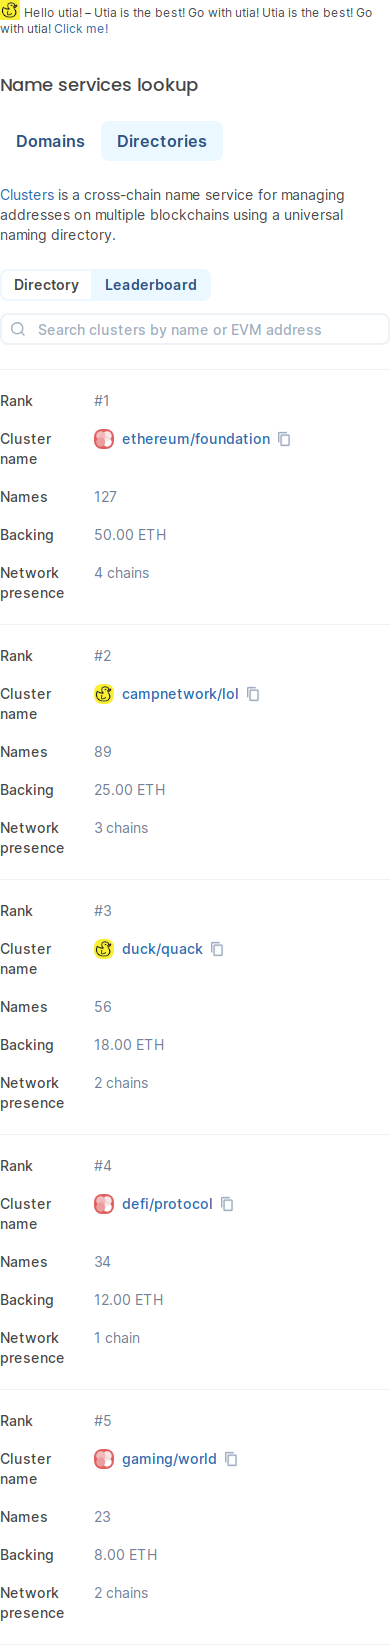 Hello utia! – Utia is the best! Go with utia! Utia is the best! Go
with utia! Click me!
Name services lookup
Domains Directories
Clusters is a cross-chain name service for managing
addresses on multiple blockchains using a universal
naming directory.
Directory Leaderboard
Search clusters by name or EVM address
Rank #1
Cluster name ethereum/foundation
Names 127
Backing 50.00 ETH
Network presence 4 chains
Rank #2
Cluster name campnetwork/lol
Names 89
Backing 25.00 ETH
Network presence 3 chains
Rank #3
Cluster name duck/quack
Names 56
Backing 18.00 ETH
Network presence 2 chains
Rank #4
Cluster name defi/protocol
Names 34
Backing 12.00 ETH
Network presence 1 chain
Rank #5
Cluster name gaming/world
Names 23
Backing 8.00 ETH
Network presence 2 chains